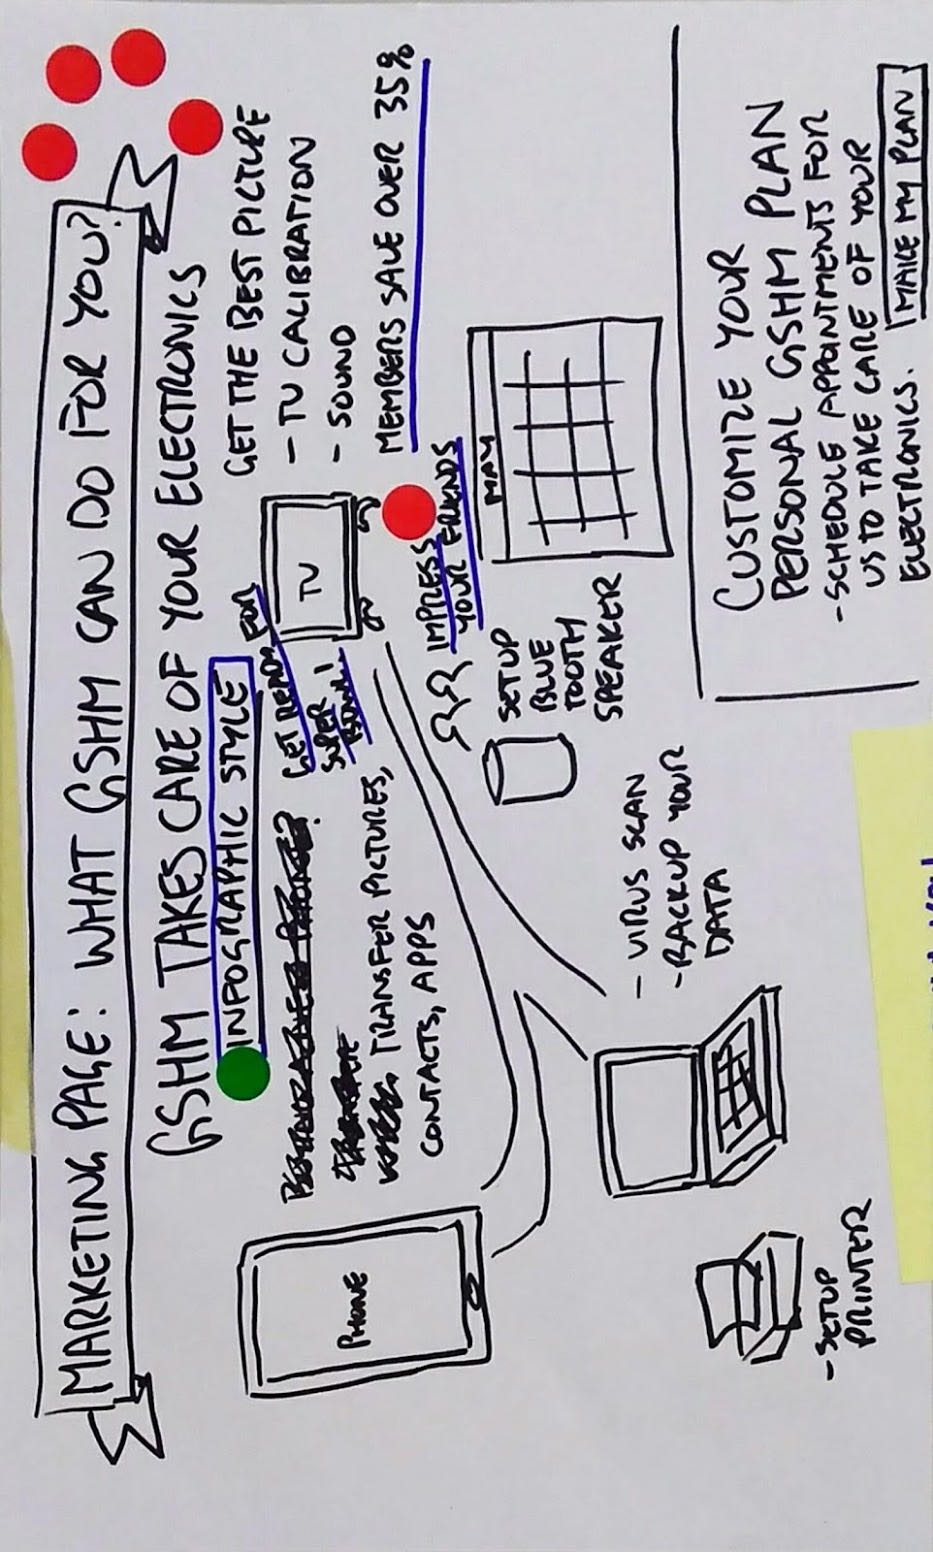 MARKETING PAGE: WHAT GSHM CAN DO FOR YOU?
GSHM TAKES CARE OF YOUR ELECTRONICS
INFOGRAPHIC STYLE
GET READY FOR
SUPER
BOWL!
TV
GET THE BEST PICTURE
- TV CALIBRATION
- SOUND
MEMBERS SALE OVER 35%
IMPRESS
YOUR FRIENDS
TRANSFER PICTURES,
CONTACTS, APPS
PHONE
SETUP
BLUE
TOOTH
SPEAKER
MAY
- VIRUS SCAN
- BACKUP YOUR
DATA
- SETUP
PRINTER
CUSTOMIZE YOUR
PERSONAL GSHM PLAN
- SCHEDULE APPOINTMENTS FOR
US TO TAKE CARE OF YOUR
ELECTRONICS.
MAKE MY PLAN